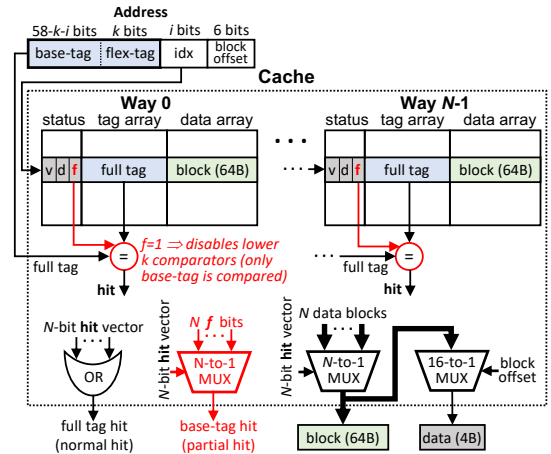 Address
58-k-i bits k bits i bits 6 bits
base-tag flex-tag idx block offset
Cache
Way 0 Way N-1
status tag array data array status tag array data array
. . .
v d f full tag block (64B) ... v d f full tag block (64B)
= f=1 ⇒ disables lower
k comparators (only
base-tag is compared)
full tag
hit
... =
full tag
hit
N-bit hit vector
...
OR
full tag hit
(normal hit)
N-bit hit vector
N f bits
...
N-to-1
MUX
base-tag hit
(partial hit)
N-bit hit vector
N data blocks
...
N-to-1
MUX
block (64B)
16-to-1
MUX
block
offset
data (4B)